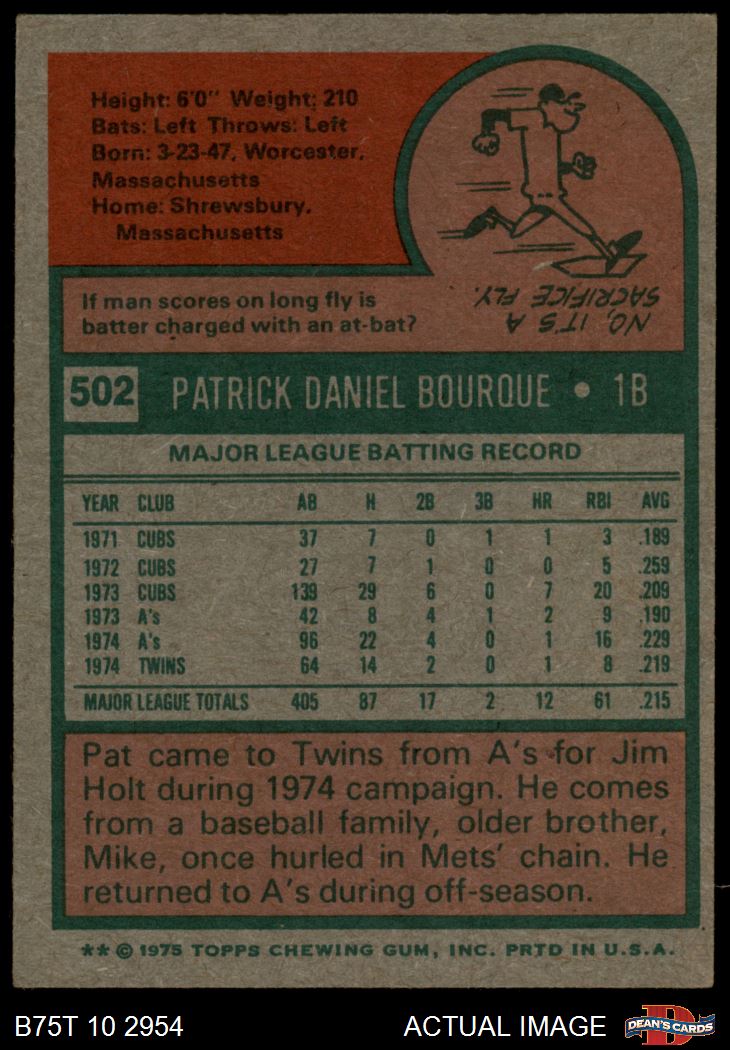 Height: 6'0" Weight: 210
Bats: Left Throws: Left
Born: 3-23-47, Worcester,
Massachusetts
Home: Shrewsbury,
Massachusetts
If man scores on long fly is
batter charged with an at-bat?
NO, IT'S A
SACRIFICE FLY.
502 PATRICK DANIEL BOURQUE • 1B
MAJOR LEAGUE BATTING RECORD
YEAR CLUB AB H 2B 3B HR RBI AVG
1971 CUBS 37 7 0 1 1 3 .189
1972 CUBS 27 7 1 0 0 5 .259
1973 CUBS 139 29 6 0 7 20 .209
1973 A's 42 8 4 1 2 9 .190
1974 A's 96 22 4 0 1 16 .229
1974 TWINS 64 14 2 0 1 8 .219
MAJOR LEAGUE TOTALS 405 87 17 2 12 61 .215
Pat came to Twins from A's for Jim
Holt during 1974 campaign. He comes
from a baseball family, older brother,
Mike, once hurled in Mets' chain. He
returned to A's during off-season.
** © 1975 TOPPS CHEWING GUM, INC. PRTD IN U.S.A.
B75T 10 2954 ACTUAL IMAGE D DEAN'S CARDS